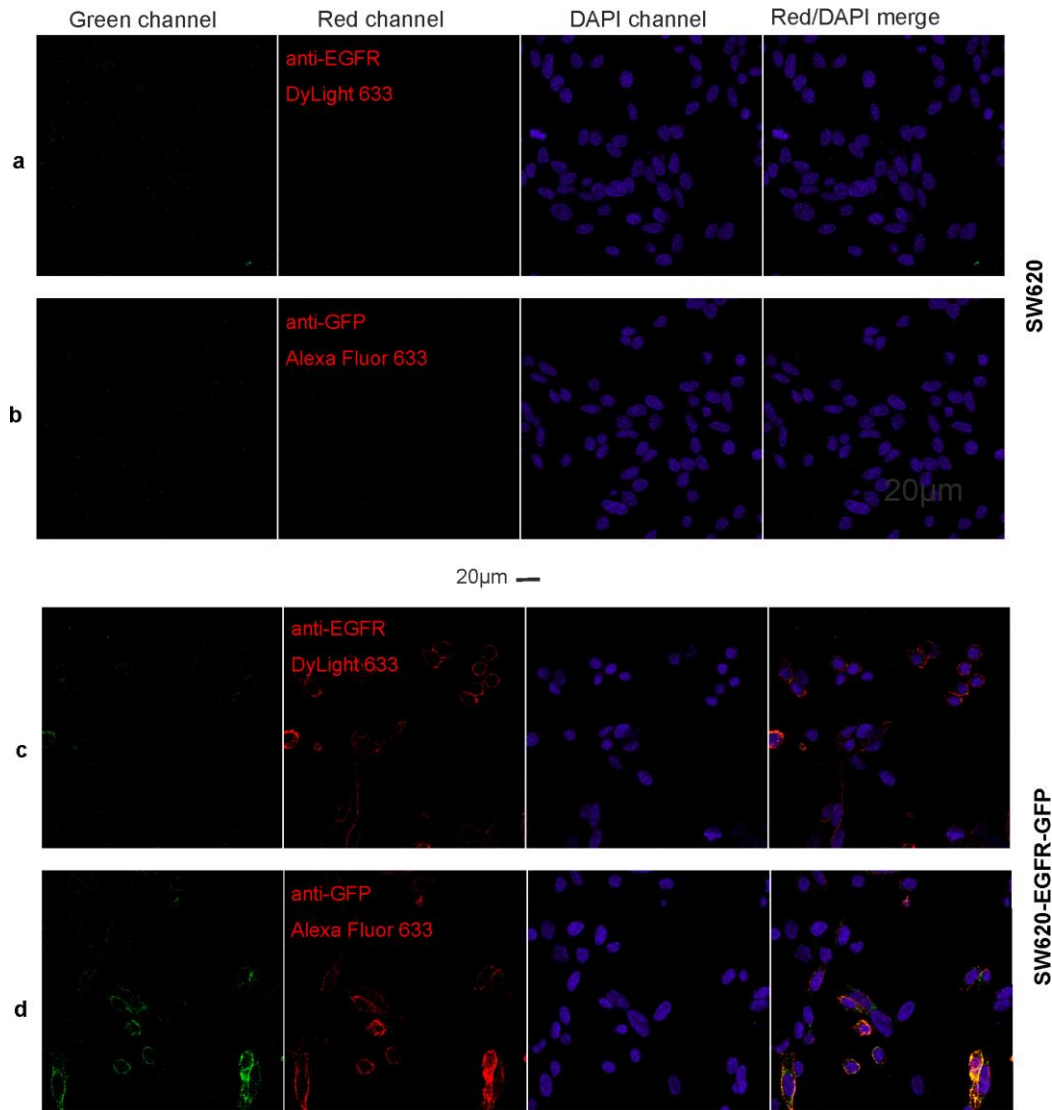 Green channel Red channel DAPI channel Red/DAPI merge
anti-EGFR
DyLight 633
a
SW620
anti-GFP
Alexa Fluor 633
b
20µm
20µm
anti-EGFR
DyLight 633
c
SW620-EGFR-GFP
anti-GFP
Alexa Fluor 633
d